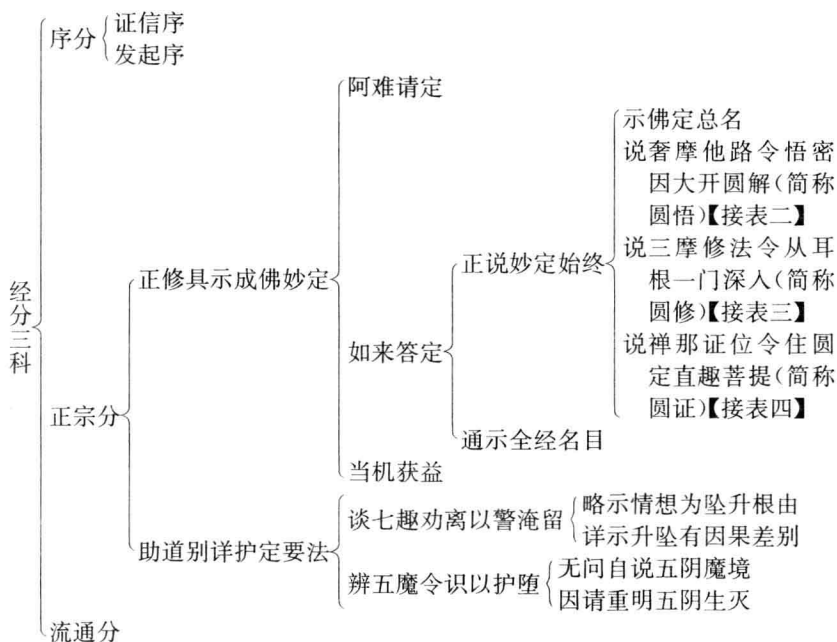 经分三科
序分
证信序
发起序
正宗分
正修具示成佛妙定
阿难请定
如来答定
正说妙定始终
示佛定总名
说奢摩他路令悟密
因大开圆解(简称
圆悟)【接表二】
说三摩修法令从耳
根一门深入(简称
圆修)【接表三】
说禅那证位令住圆
定直趣菩提(简称
圆证)【接表四】
通示全经名目
当机获益
助道别详护定要法
谈七趣劝离以警淹留
略示情想为坠升根由
详示升坠有因果差别
辨五魔令识以护堕
无问自说五阴魔境
因请重明五阴生灭
流通分